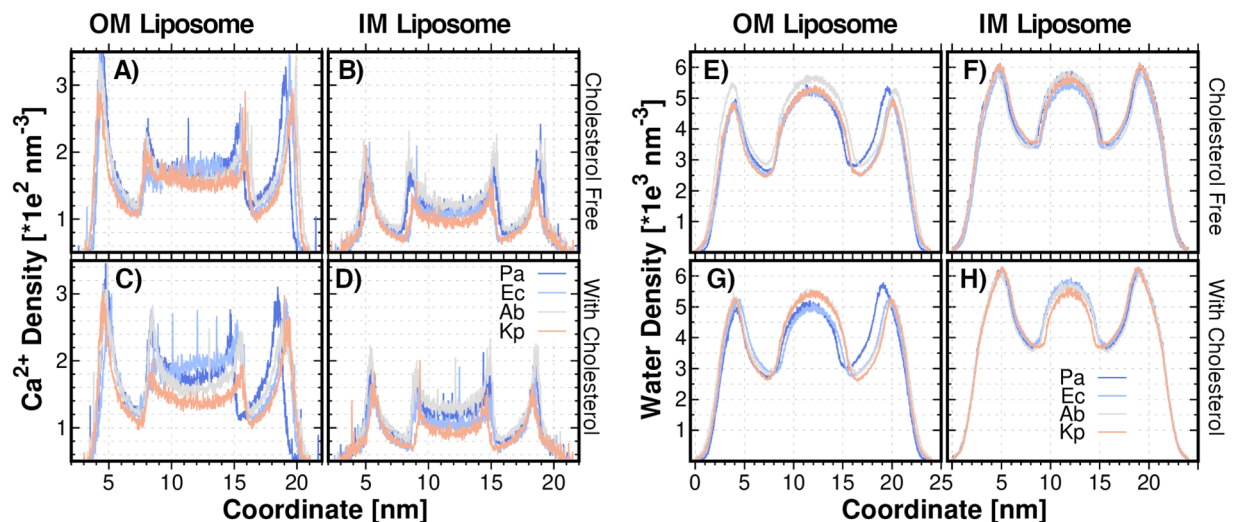 OM Liposome IM Liposome OM Liposome IM Liposome
A) B) E) F)
Cholesterol Free
Cholesterol Free
3
2
1
6
5
4
3
2
1
Ca2+ Density [*1e2 nm-3]
Water Density [*1e3 nm-3]
C) D) G) H)
Pa
Ec
Ab
Kp
Pa
Ec
Ab
Kp
With Cholesterol
With Cholesterol
3
2
1
6
5
4
3
2
1
5 10 15 20 5 10 15 20 0 5 10 15 20 25 5 10 15 20
Coordinate [nm] Coordinate [nm]